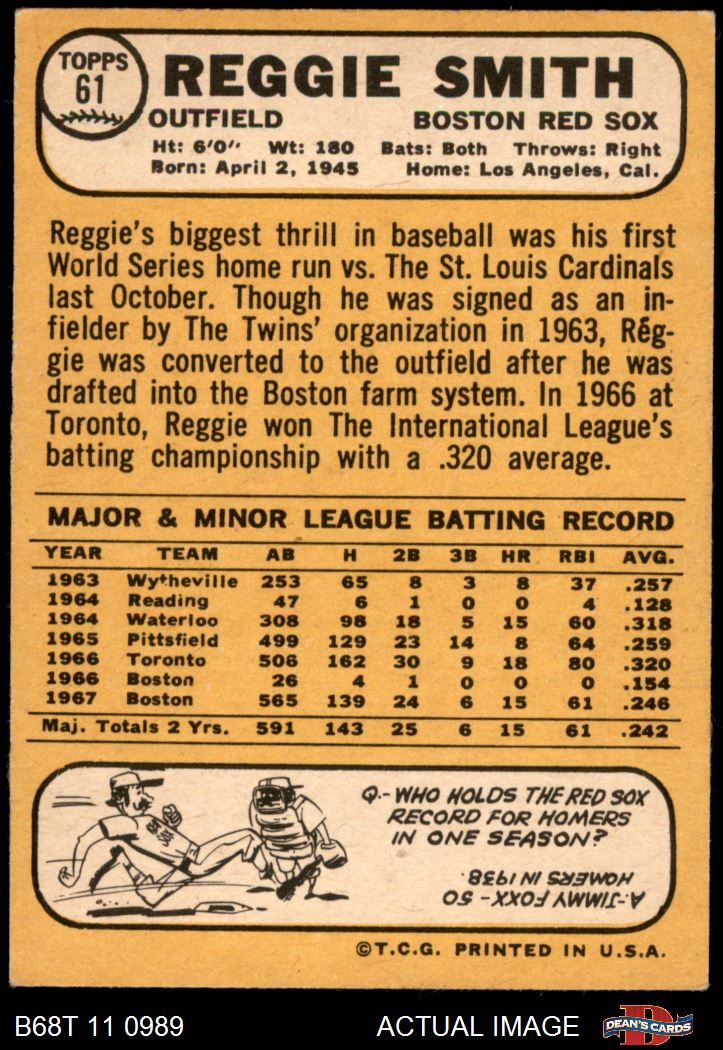 TOPPS
61
REGGIE SMITH
OUTFIELD BOSTON RED SOX
Ht: 6'0" Wt: 180 Bats: Both Throws: Right
Born: April 2, 1945 Home: Los Angeles, Cal.
Reggie's biggest thrill in baseball was his first
World Series home run vs. The St. Louis Cardinals
last October. Though he was signed as an in-
fielder by The Twins' organization in 1963, Rég-
gie was converted to the outfield after he was
drafted into the Boston farm system. In 1966 at
Toronto, Reggie won The International League's
batting championship with a .320 average.
MAJOR & MINOR LEAGUE BATTING RECORD
YEAR TEAM AB H 2B 3B HR RBI AVG.
1963 Wytheville 253 65 8 3 8 37 .257
1964 Reading 47 6 1 0 0 4 .128
1964 Waterloo 308 98 18 5 15 60 .318
1965 Pittsfield 499 129 23 14 8 64 .259
1966 Toronto 506 162 30 9 18 80 .320
1966 Boston 26 4 1 0 0 0 .154
1967 Boston 565 139 24 6 15 61 .246
Maj. Totals 2 Yrs. 591 143 25 6 15 61 .242
Q.- WHO HOLDS THE RED SOX
RECORD FOR HOMERS
IN ONE SEASON?
A.- JIMMY FOXX - 50
HOMERS IN 1938.
©T.C.G. PRINTED IN U.S.A.
B68T 11 0989 ACTUAL IMAGE D DEAN'S CARDS